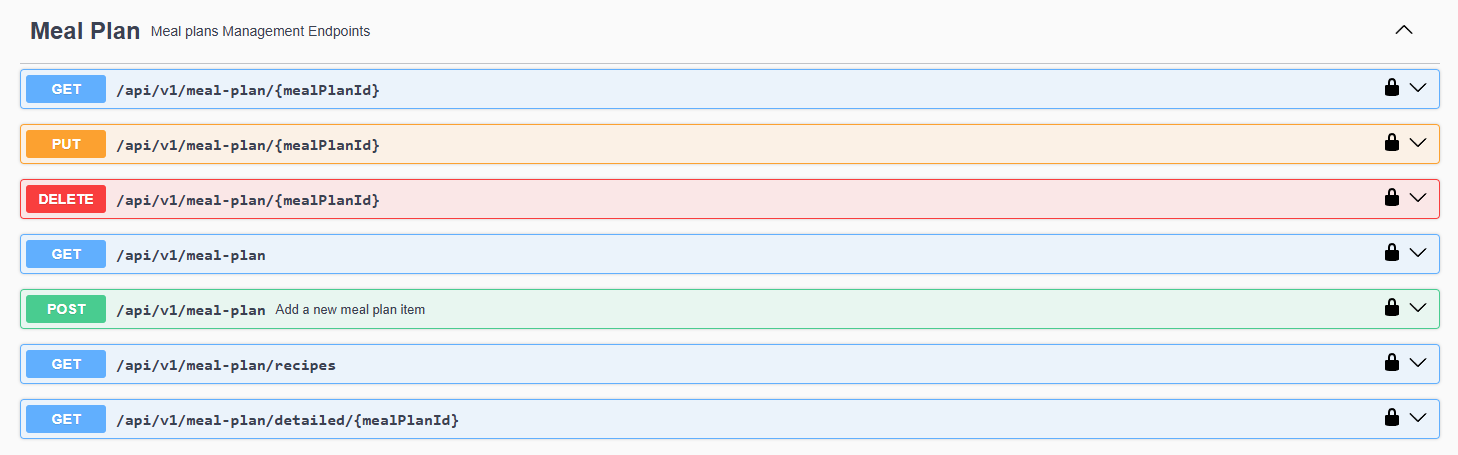 Meal Plan Meal plans Management Endpoints
GET /api/v1/meal-plan/{mealPlanId}
PUT /api/v1/meal-plan/{mealPlanId}
DELETE /api/v1/meal-plan/{mealPlanId}
GET /api/v1/meal-plan
POST /api/v1/meal-plan Add a new meal plan item
GET /api/v1/meal-plan/recipes
GET /api/v1/meal-plan/detailed/{mealPlanId}